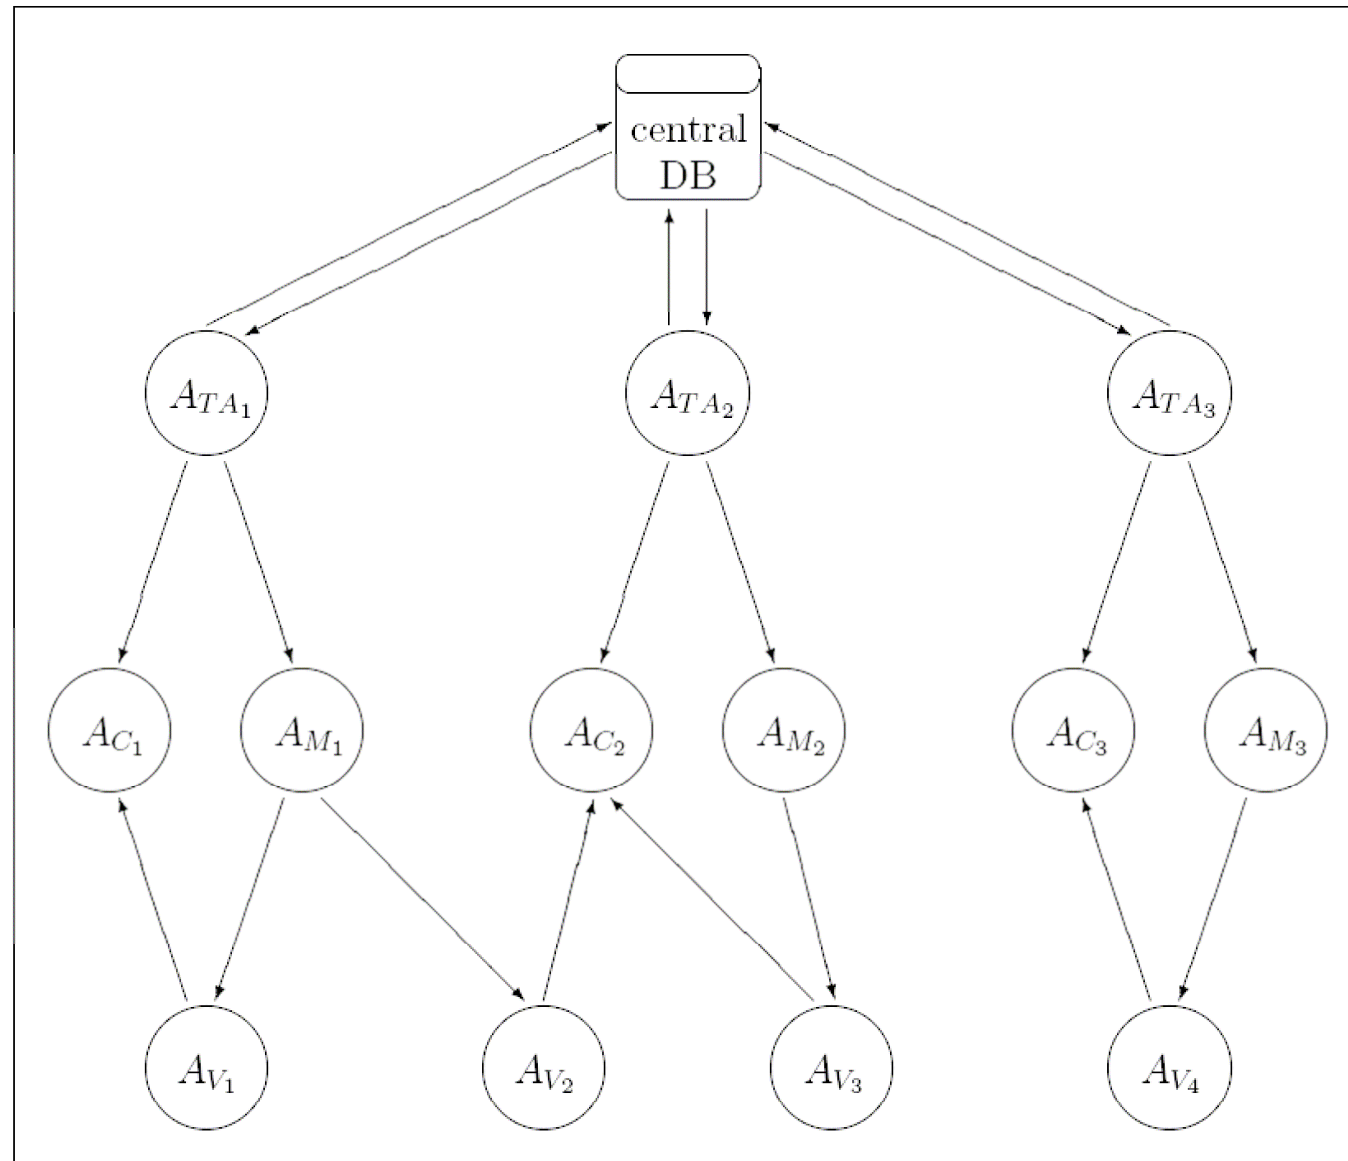 central
DB
A_{TA_1} A_{TA_2} A_{TA_3}
A_{C_1} A_{M_1} A_{C_2} A_{M_2} A_{C_3} A_{M_3}
A_{V_1} A_{V_2} A_{V_3} A_{V_4}